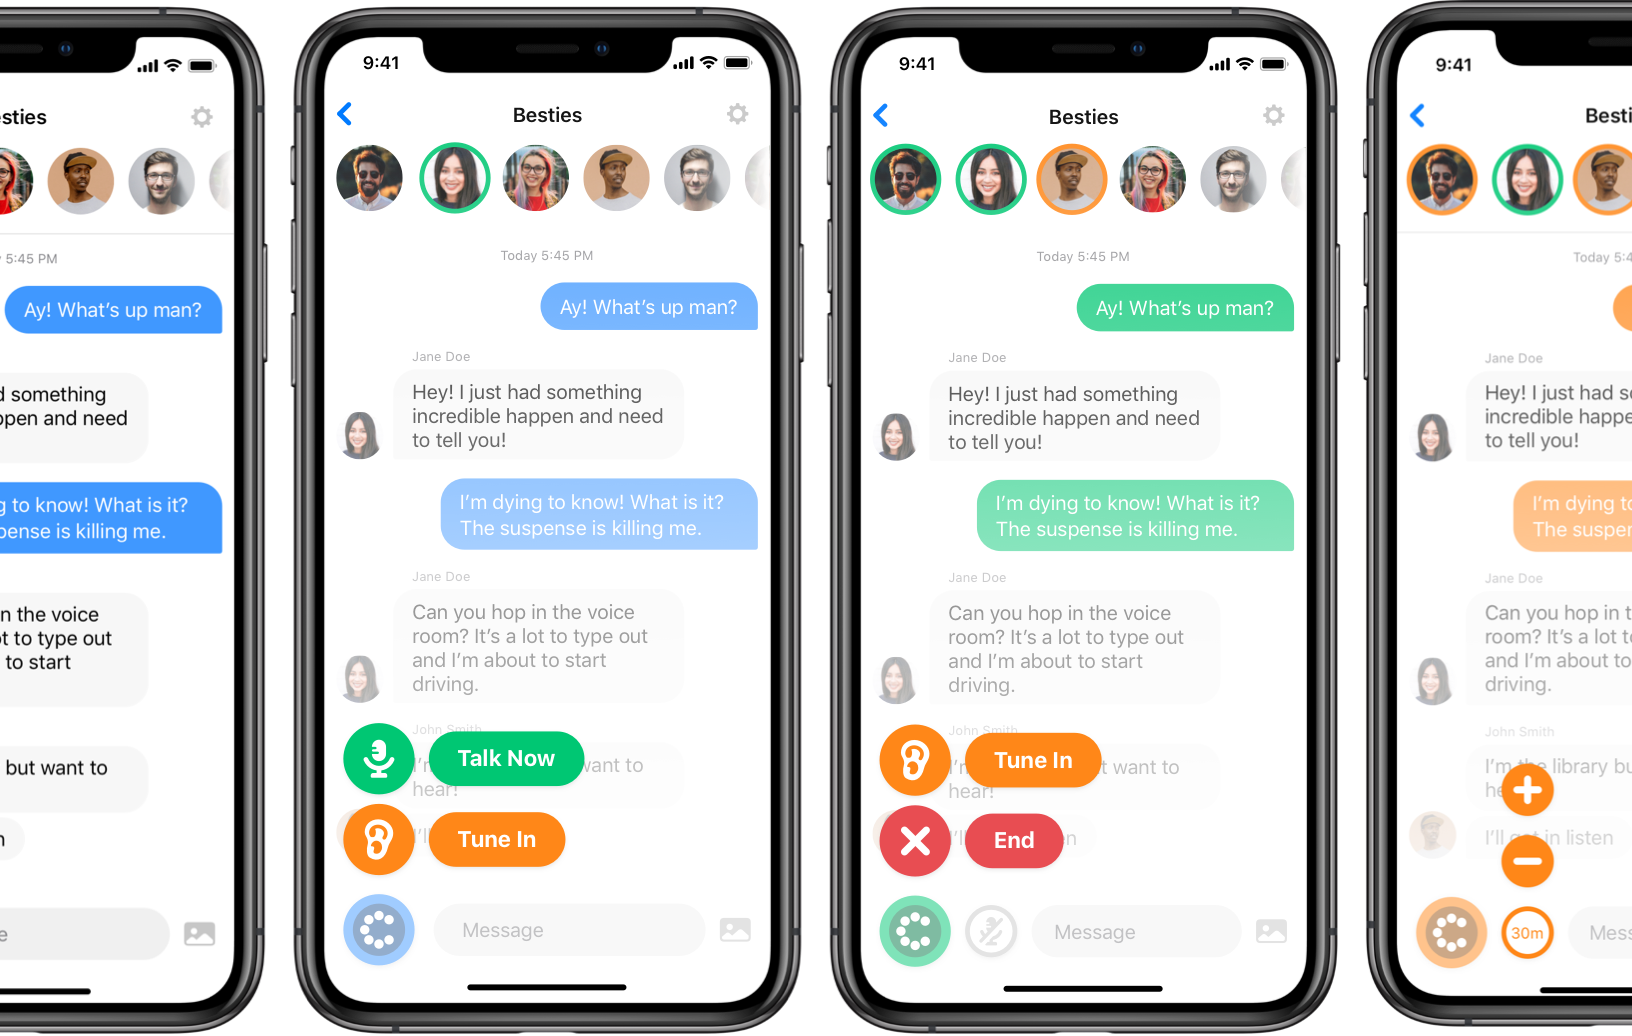 esties
5:45 PM
Ay! What's up man?
d something
ppen and need
g to know! What is it?
pense is killing me.
n the voice
ot to type out
to start
but want to
n
e
9:41
Besties
Today 5:45 PM
Ay! What's up man?
Jane Doe
Hey! I just had something
incredible happen and need
to tell you!
I'm dying to know! What is it?
The suspense is killing me.
Jane Doe
Can you hop in the voice
room? It's a lot to type out
and I'm about to start
driving.
John Smith
Talk Now
want to
hear!
I'll
Tune In
Message
9:41
Besties
Today 5:45 PM
Ay! What's up man?
Jane Doe
Hey! I just had something
incredible happen and need
to tell you!
I'm dying to know! What is it?
The suspense is killing me.
Jane Doe
Can you hop in the voice
room? It's a lot to type out
and I'm about to start
driving.
John Smith
Tune In
t want to
hear!
I'll
End
n
Message
9:41
Besti
Today 5:4
Jane Doe
Hey! I just had s
incredible happe
to tell you!
I'm dying to
The suspen
Jane Doe
Can you hop in t
room? It's a lot t
and I'm about to
driving.
John Smith
I'm the library bu
he
I'll get in listen
30m
Mess